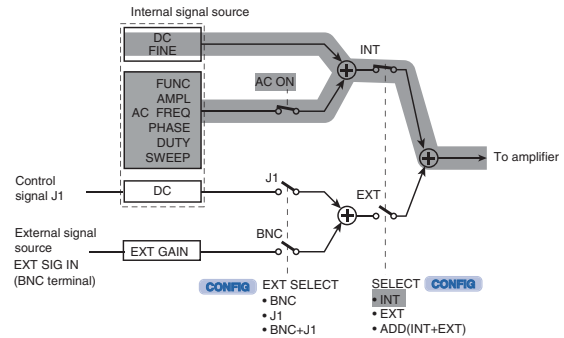 Internal signal source
DC
FINE
INT
FUNC
AMPL
AC FREQ
PHASE
DUTY
SWEEP
AC ON
To amplifier
Control
signal J1
DC
J1
EXT
External signal
source
EXT SIG IN
(BNC terminal)
EXT GAIN
BNC
CONFIG EXT SELECT
• BNC
• J1
• BNC+J1
SELECT CONFIG
• INT
• EXT
• ADD(INT+EXT)